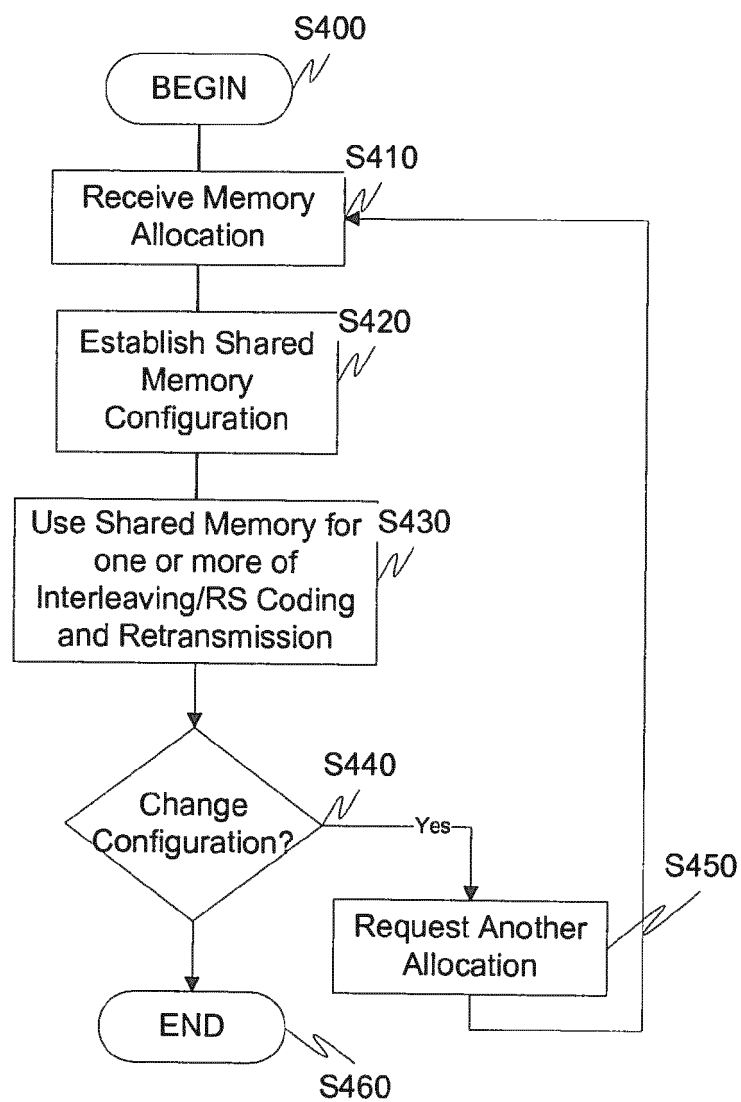 S400
BEGIN
S410
Receive Memory
Allocation
S420
Establish Shared
Memory
Configuration
S430
Use Shared Memory for
one or more of
Interleaving/RS Coding
and Retransmission
S440
Change
Configuration?
Yes
S450
Request Another
Allocation
END
S460